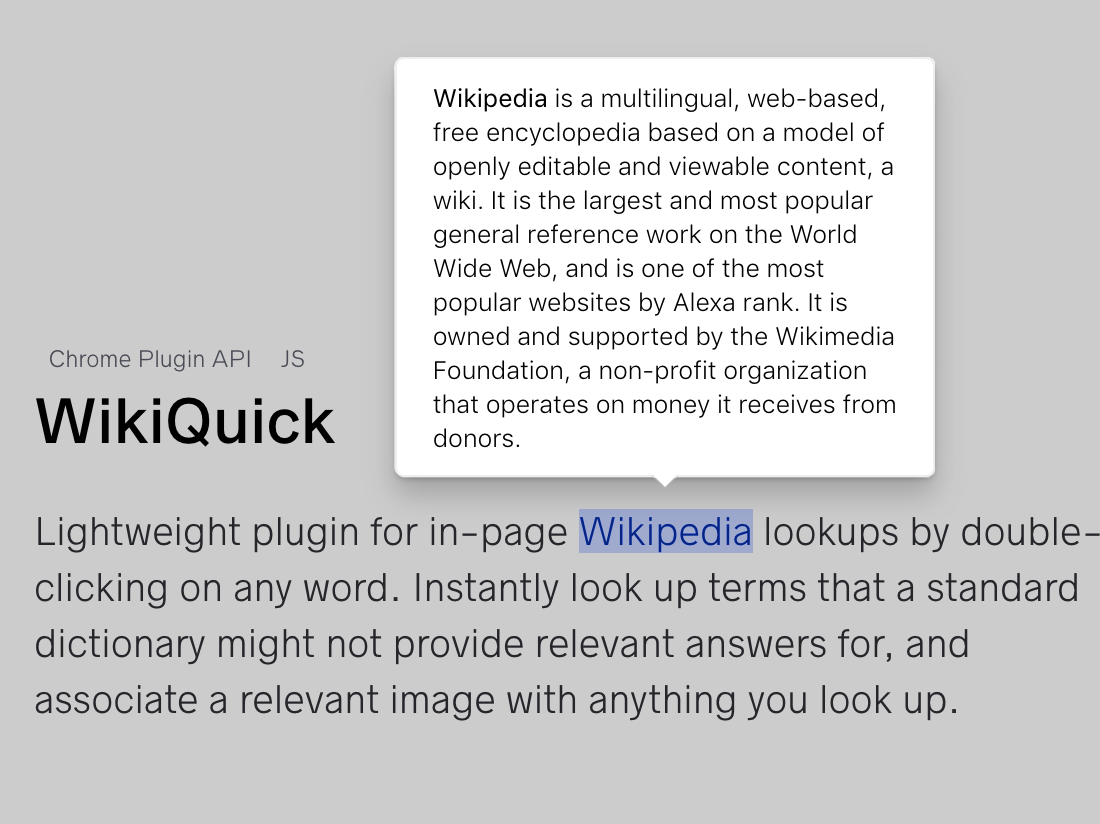 Wikipedia is a multilingual, web-based,
free encyclopedia based on a model of
openly editable and viewable content, a
wiki. It is the largest and most popular
general reference work on the World
Wide Web, and is one of the most
popular websites by Alexa rank. It is
owned and supported by the Wikimedia
Foundation, a non-profit organization
that operates on money it receives from
donors.
Chrome Plugin API JS
WikiQuick
Lightweight plugin for in-page Wikipedia lookups by double-
clicking on any word. Instantly look up terms that a standard
dictionary might not provide relevant answers for, and
associate a relevant image with anything you look up.